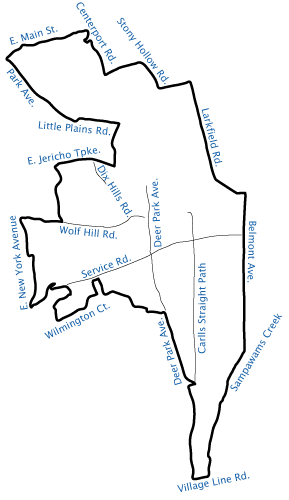 E. Main St.
Centerport Rd.
Stony Hollow Rd.
Park Ave.
Larkfield Rd.
Little Plains Rd.
E. Jericho Tpke.
Dix Hills Rd.
Deer Park Ave.
E. New York Avenue
Wolf Hill Rd.
Belmont Ave.
Service Rd.
Carlls Straight Path
Wilmington Ct.
Deer Park Ave.
Sampawams Creek
Village Line Rd.